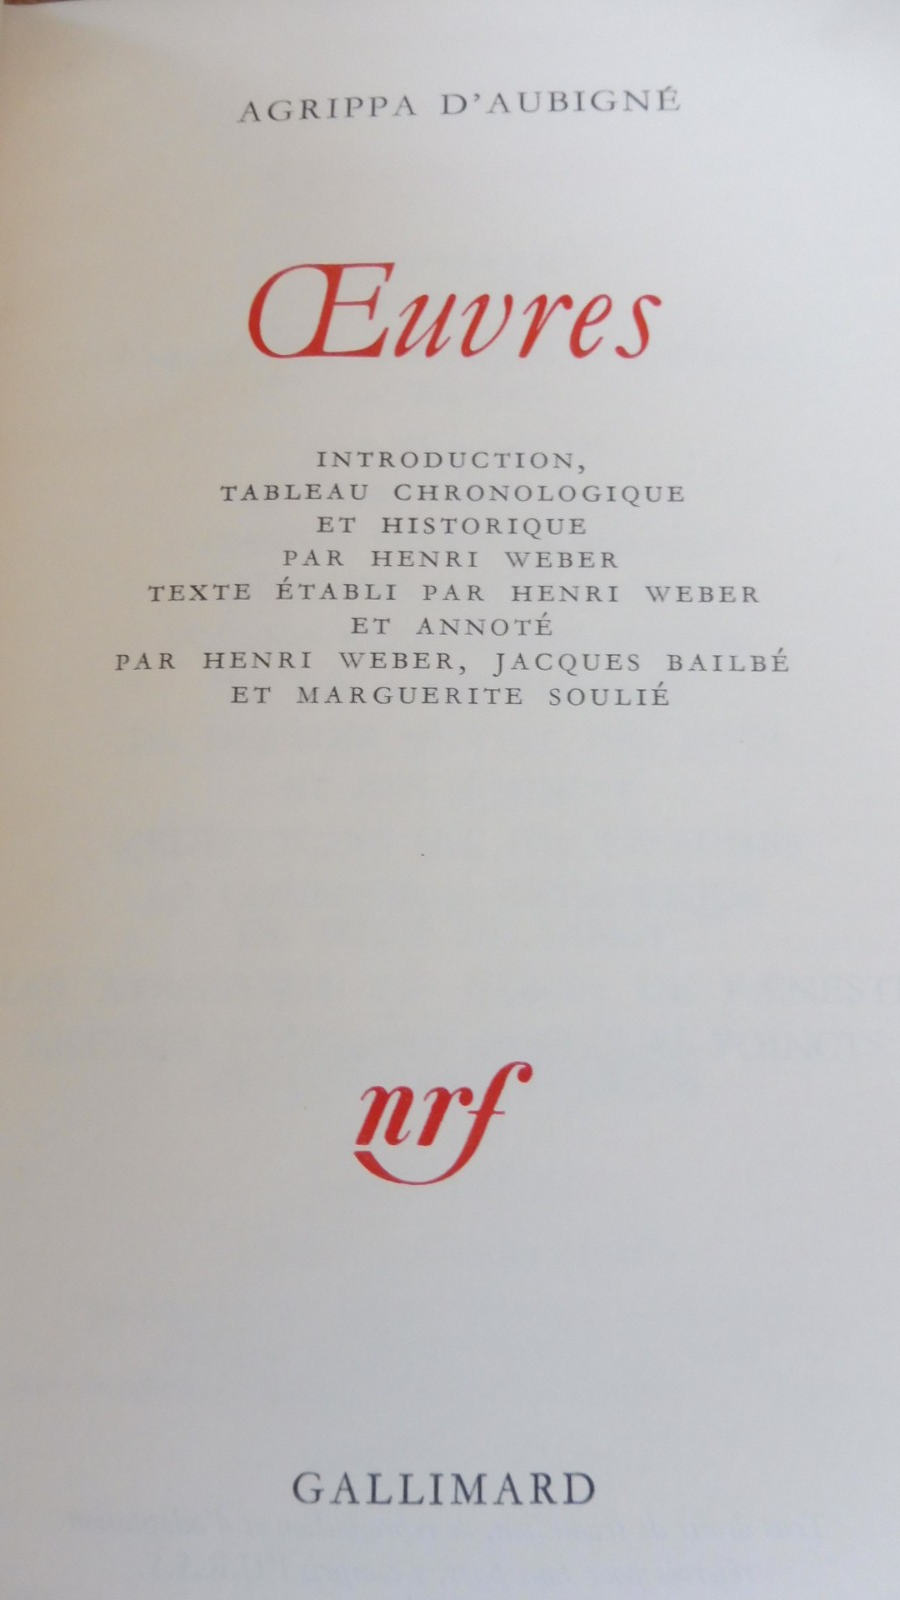 AGRIPPA D'AUBIGNÉ
Œuvres
INTRODUCTION,
TABLEAU CHRONOLOGIQUE
ET HISTORIQUE
PAR HENRI WEBER
TEXTE ÉTABLI PAR HENRI WEBER
ET ANNOTÉ
PAR HENRI WEBER, JACQUES BAILBÉ
ET MARGUERITE SOULIÉ
nrf
GALLIMARD